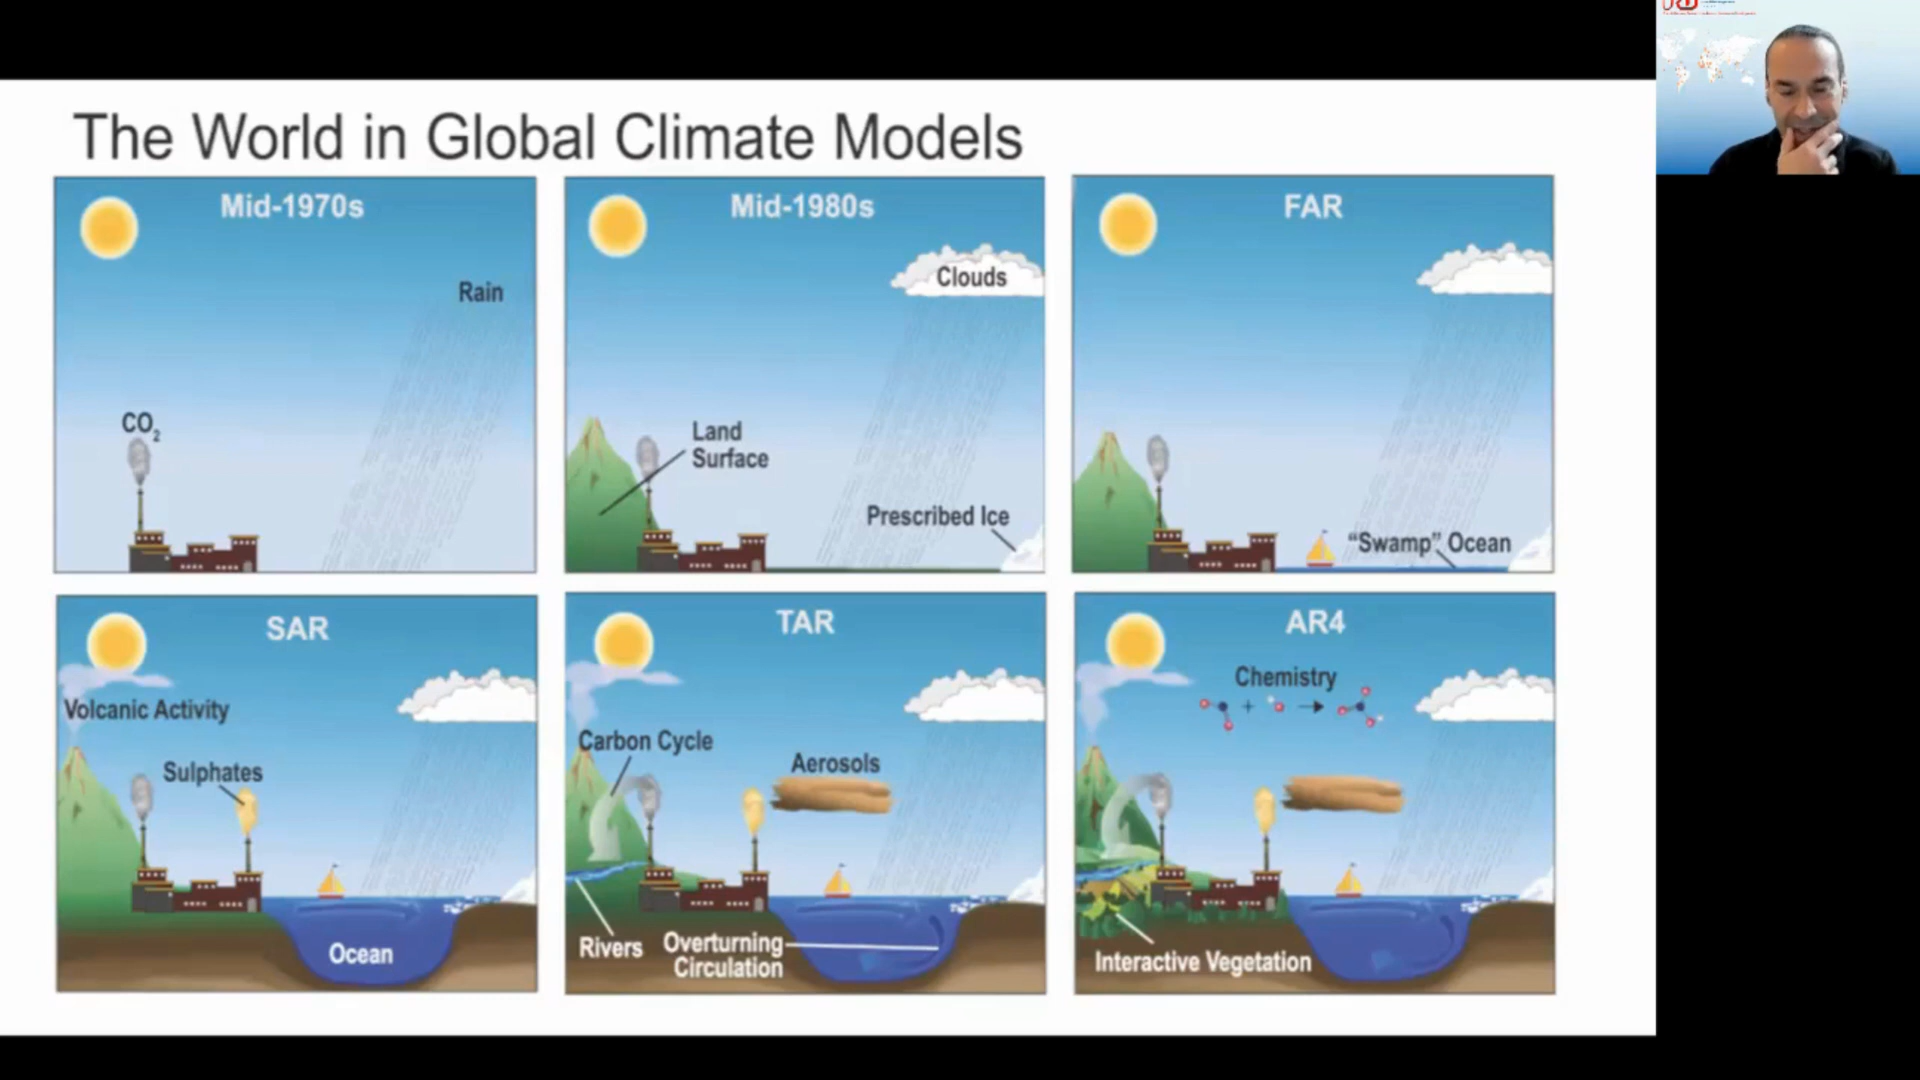 The World in Global Climate Models
Mid-1970s
Rain
CO₂
Mid-1980s
Clouds
Land
Surface
Prescribed Ice
FAR
“Swamp” Ocean
SAR
Volcanic Activity
Sulphates
Ocean
TAR
Carbon Cycle
Aerosols
Rivers
Overturning
Circulation
AR4
Chemistry
+
Interactive Vegetation